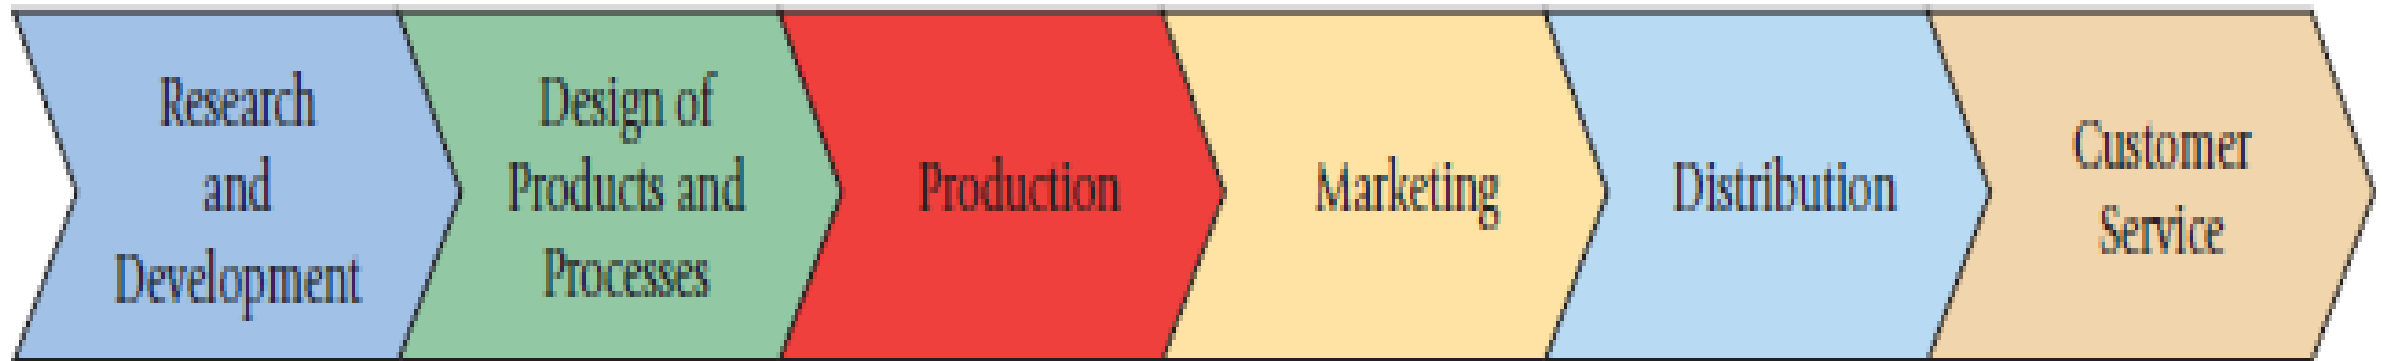 Research
and
Development
Design of
Products and
Processes
Production
Marketing
Distribution
Customer
Service